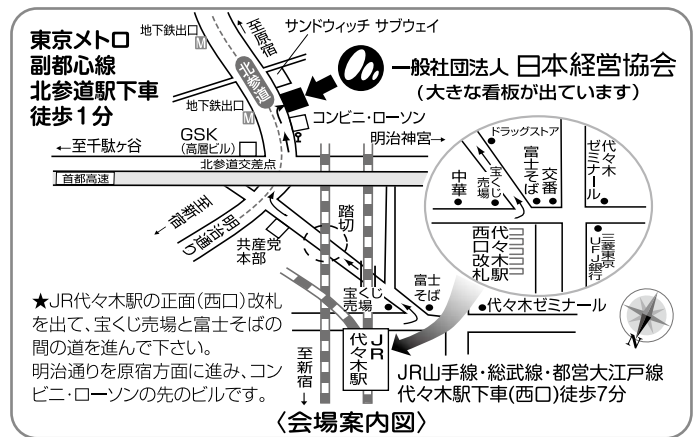 東京メトロ
副都心線
北参道駅下車
徒歩1分
地下鉄出口
M
至原宿
サンドウィッチ サブウェイ
北参道
一般社団法人 日本経営協会
(大きな看板が出ています)
地下鉄出口
M
コンビニ・ローソン
GSK
(高層ビル)
明治神宮→
←至千駄ヶ谷
北参道交差点
首都高速
至新宿
明治通り
共産党
本部
踏切
宝くじ
売場
富士
そば
代々木ゼミナール
ドラッグストア
中華
宝くじ
売場
富士そば
交番
代々木
ゼミナール
代々木駅
西口改札
三菱東京
UFJ銀行
★JR代々木駅の正面(西口)改札
を出て、宝くじ売場と富士そばの
間の道を進んで下さい。
明治通りを原宿方面に進み、コン
ビニ・ローソンの先のビルです。
至新宿
JR
代々木駅
N
JR山手線・総武線・都営大江戸線
代々木駅下車(西口)徒歩7分
〈会場案内図〉